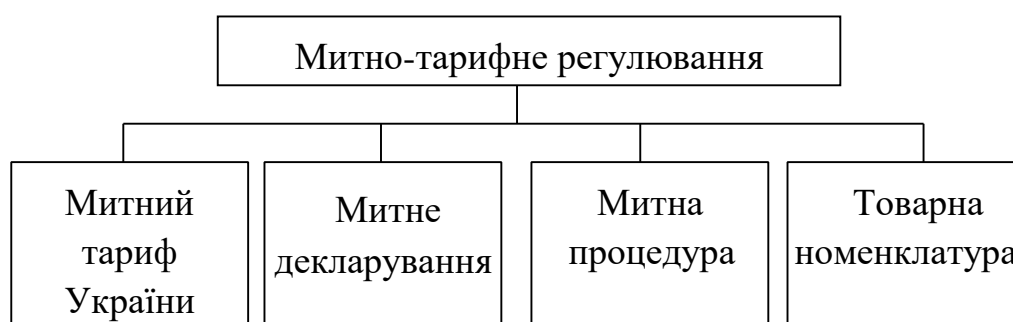 Митно-тарифне регулювання
Митний
тариф
України
Митне
декларування
Митна
процедура
Товарна
номенклатура